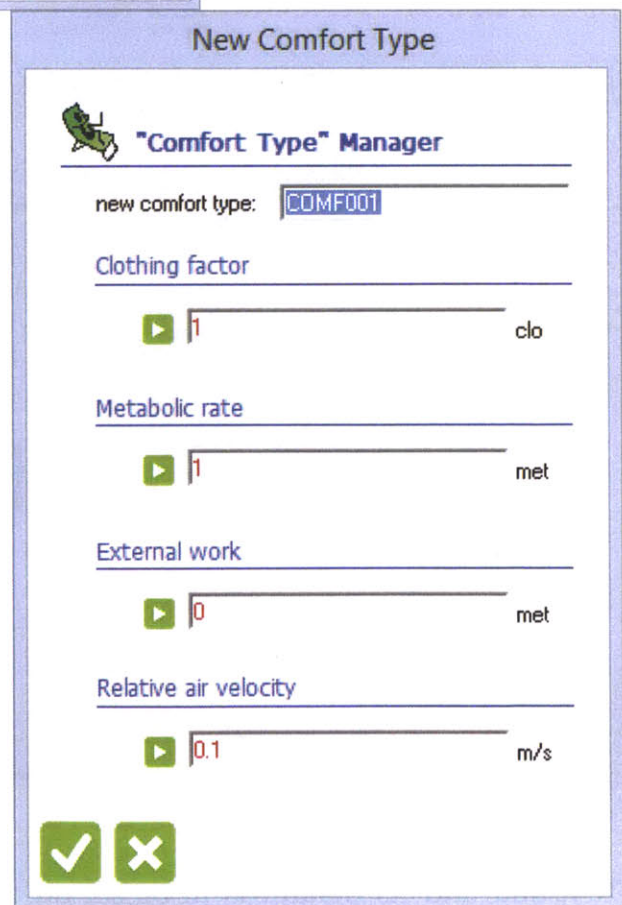 New Comfort Type
"Comfort Type" Manager
new comfort type: COMF001
Clothing factor
1 clo
Metabolic rate
1 met
External work
0 met
Relative air velocity
0.1 m/s